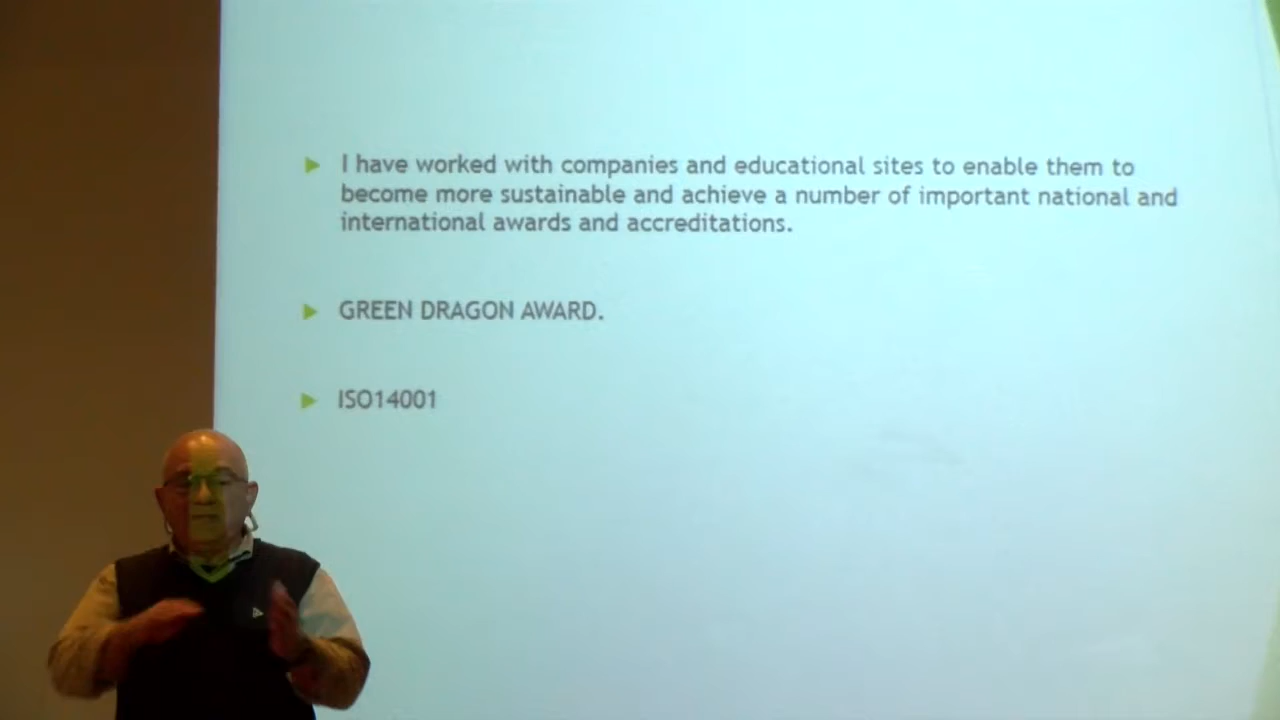 I have worked with companies and educational sites to enable them to
become more sustainable and achieve a number of important national and
international awards and accreditations.
GREEN DRAGON AWARD.
ISO14001